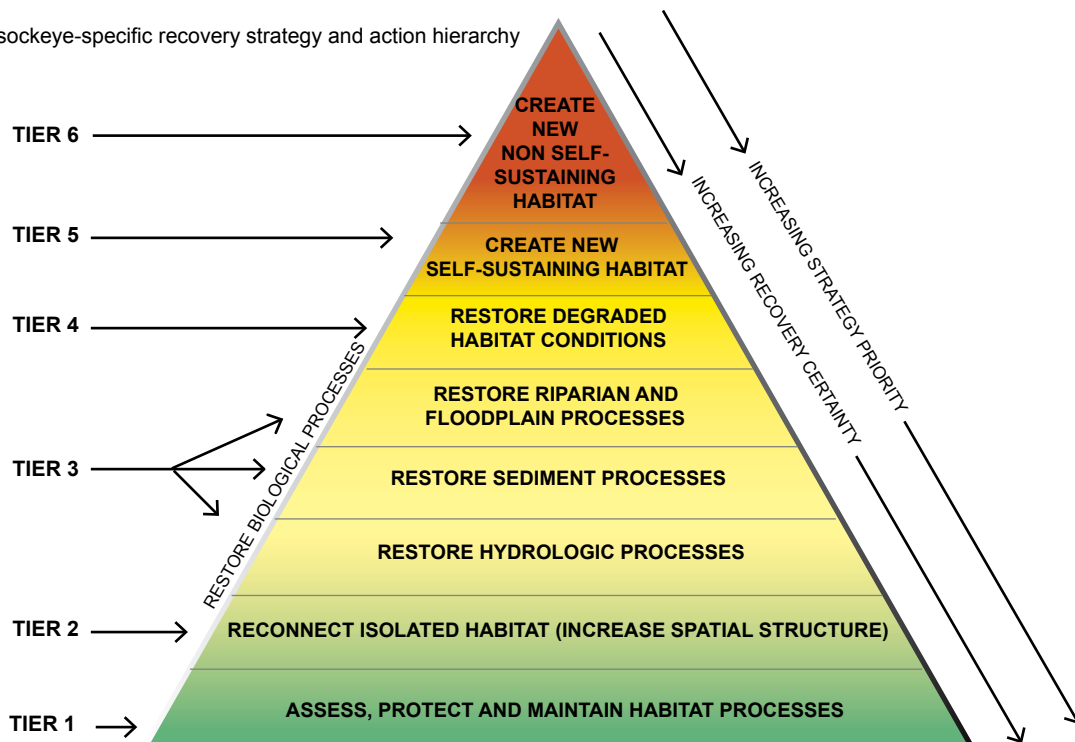 sockeye-specific recovery strategy and action hierarchy
TIER 6
CREATE
NEW
NON SELF-
SUSTAINING
HABITAT
TIER 5
CREATE NEW
SELF-SUSTAINING HABITAT
TIER 4
RESTORE DEGRADED
HABITAT CONDITIONS
RESTORE RIPARIAN AND
FLOODPLAIN PROCESSES
TIER 3
RESTORE SEDIMENT PROCESSES
RESTORE HYDROLOGIC PROCESSES
RESTORE BIOLOGICAL PROCESSES
TIER 2
RECONNECT ISOLATED HABITAT (INCREASE SPATIAL STRUCTURE)
TIER 1
ASSESS, PROTECT AND MAINTAIN HABITAT PROCESSES
INCREASING RECOVERY CERTAINTY
INCREASING STRATEGY PRIORITY